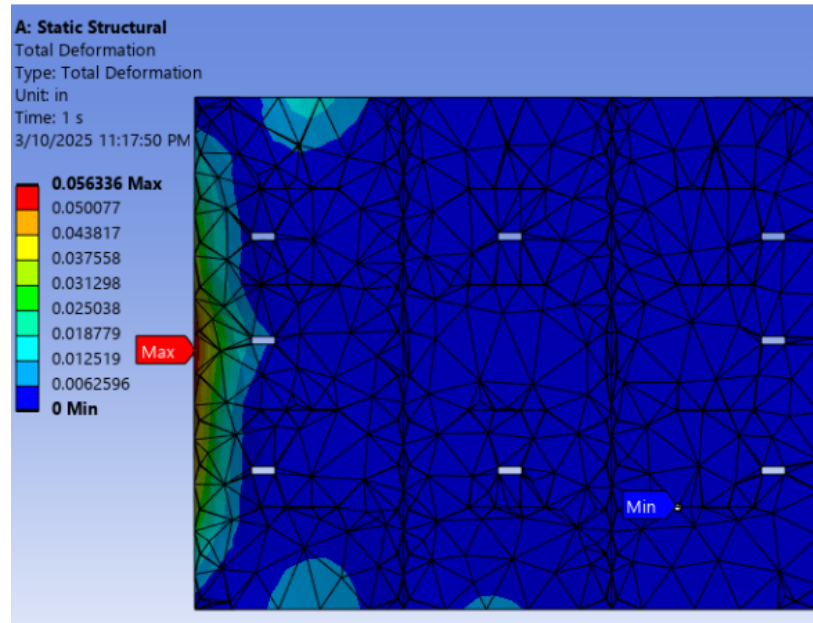 A: Static Structural
Total Deformation
Type: Total Deformation
Unit: in
Time: 1 s
3/10/2025 11:17:50 PM
0.056336 Max
0.050077
0.043817
0.037558
0.031298
0.025038
0.018779
0.012519
0.0062596
0 Min
Max
Min